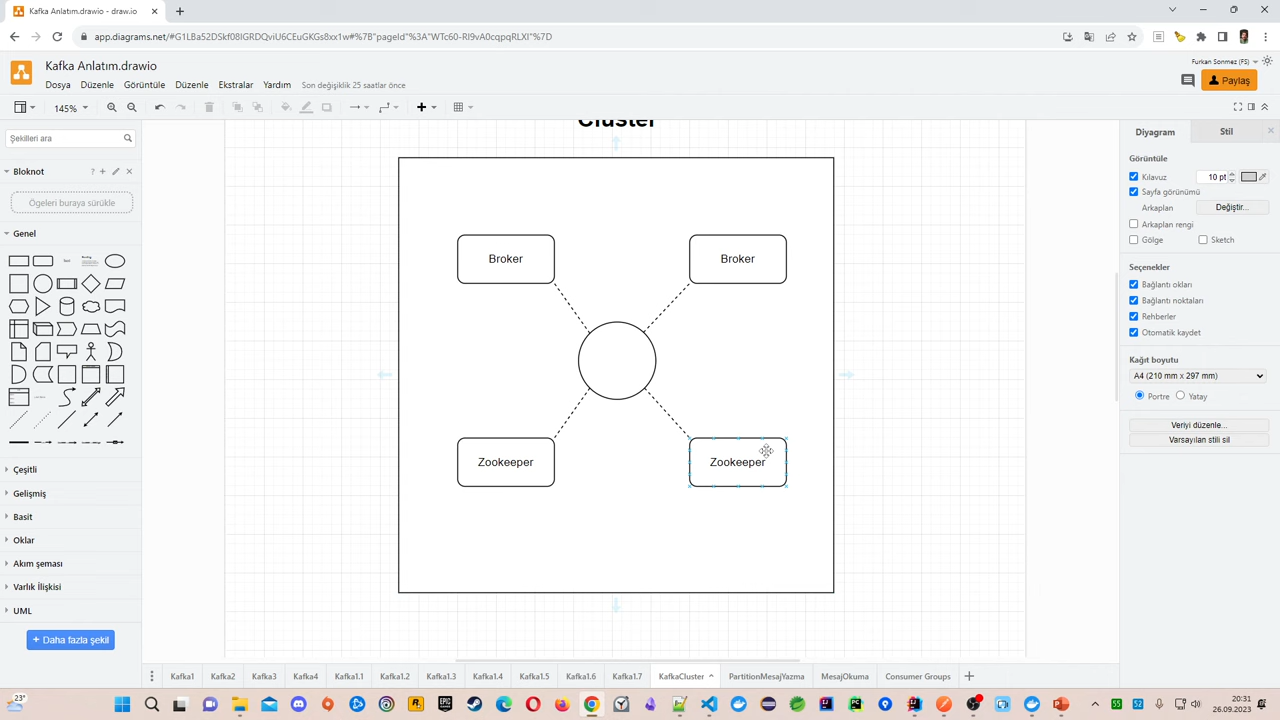 Kafka Anlatım.drawio - draw.io
app.diagrams.net/#G1LBa52DSkf08IGRDQviU6CEuGKGs8xx1w#%7B"pageId"%3A"WTc60-RI9vA0cqpqRLXI"%7D
Kafka Anlatım.drawio
Furkan Sonmez (FS)
Dosya Düzenle Görüntüle Düzenle Ekstralar Yardım Son değişiklik 25 saatlar önce
Paylaş
145%
Şekilleri ara
Bloknot
Ögeleri buraya sürükle
Genel
Text
Heading
Çeşitli
Gelişmiş
Basit
Oklar
Akım şeması
Varlık İlişkisi
UML
+ Daha fazla şekil
Cluster
Broker
Broker
Zookeeper
Zookeeper
Diyagram Stil
Görüntüle
Kılavuz 10 pt
Sayfa görünümü
Arkaplan Değiştir...
Arkaplan rengi
Gölge Sketch
Seçenekler
Bağlantı okları
Bağlantı noktaları
Rehberler
Otomatik kaydet
Kağıt boyutu
A4 (210 mm x 297 mm)
Portre Yatay
Veriyi düzenle...
Varsayılan stili sil
Kafka1 Kafka2 Kafka3 Kafka4 Kafka1.1 Kafka1.2 Kafka1.3 Kafka1.4 Kafka1.5 Kafka1.6 Kafka1.7 KafkaCluster PartitionMesajYazma MesajOkuma Consumer Groups
23°
55 52
20:31
26.09.2023